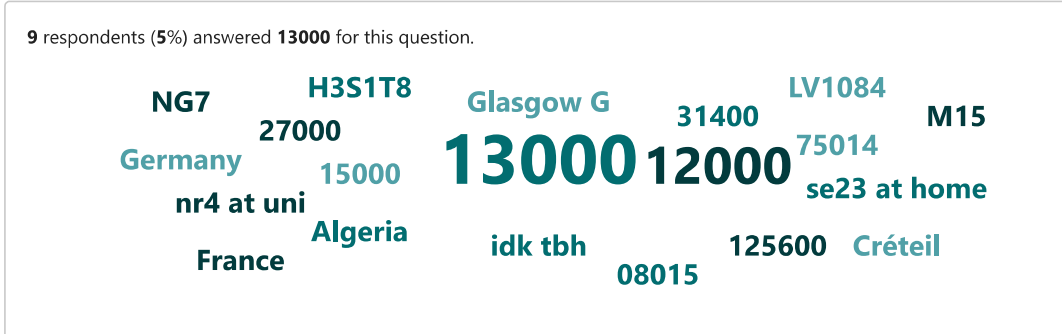 9 respondents (5%) answered 13000 for this question.
H3S1T8
LV1084
NG7
Glasgow G
31400
M15
27000
13000
12000
75014
Germany
15000
se23 at home
nr4 at uni
Algeria
idk tbh
125600
Créteil
France
08015